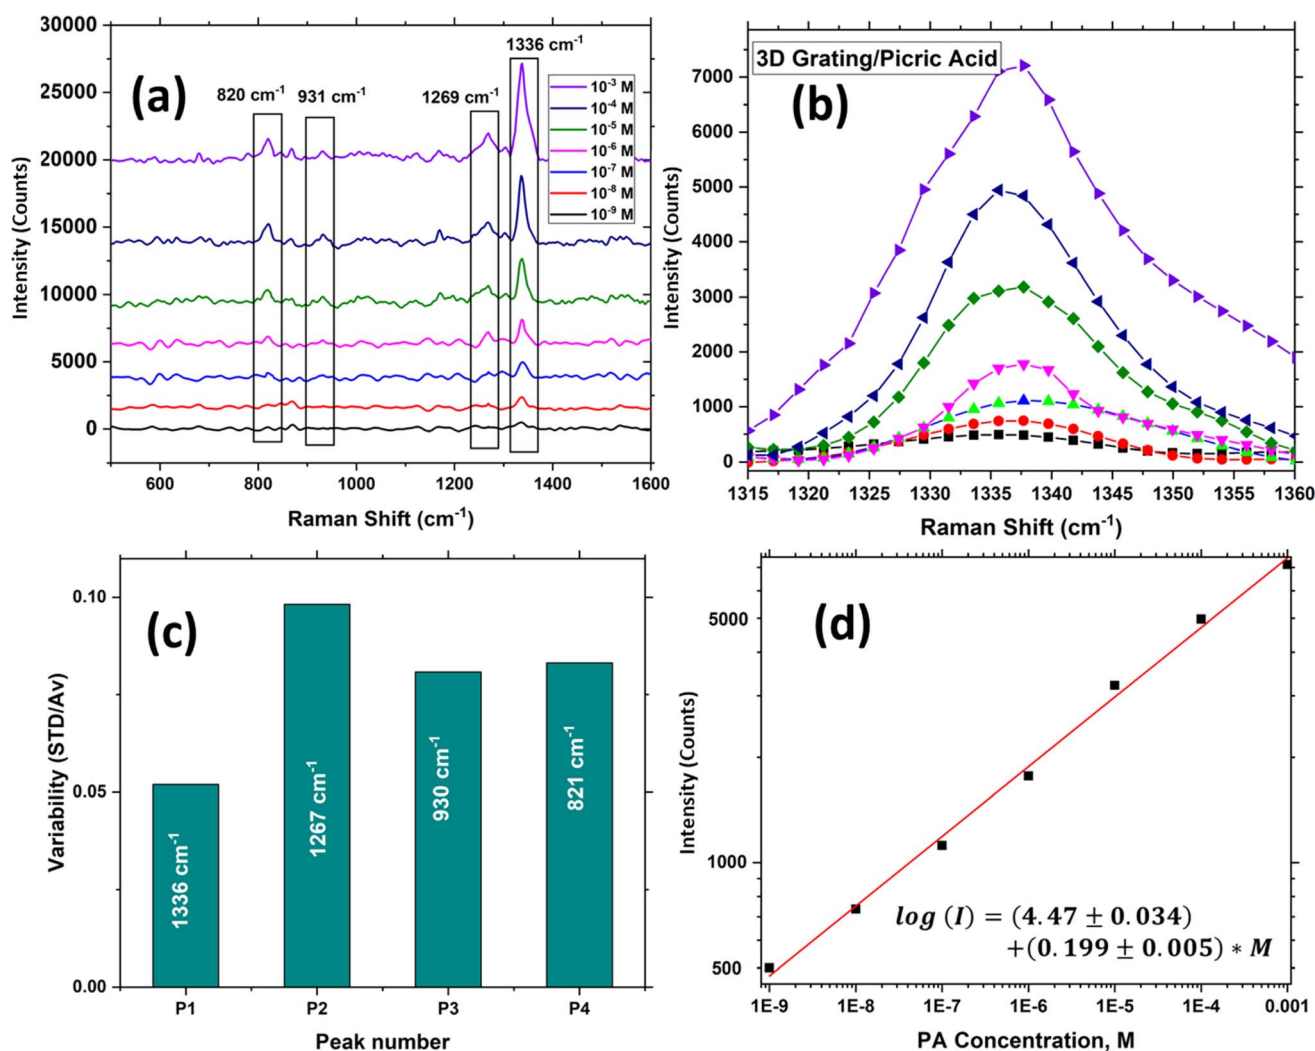 (a)
30000
25000
20000
15000
10000
5000
0
Intensity (Counts)
820 cm⁻¹
931 cm⁻¹
1269 cm⁻¹
1336 cm⁻¹
10⁻³ M
10⁻⁴ M
10⁻⁵ M
10⁻⁶ M
10⁻⁷ M
10⁻⁸ M
10⁻⁹ M
600 800 1000 1200 1400 1600
Raman Shift (cm⁻¹)
3D Grating/Picric Acid
(b)
7000
6000
5000
4000
3000
2000
1000
0
Intensity (Counts)
1315 1320 1325 1330 1335 1340 1345 1350 1355 1360
Raman Shift (cm⁻¹)
(c)
0.10
0.05
0.00
Variability (STD/Av)
1336 cm⁻¹
1267 cm⁻¹
930 cm⁻¹
821 cm⁻¹
P1 P2 P3 P4
Peak number
(d)
5000
1000
500
Intensity (Counts)
log (I) = (4.47 ± 0.034)
+(0.199 ± 0.005) * M
1E-9 1E-8 1E-7 1E-6 1E-5 1E-4 0.001
PA Concentration, M